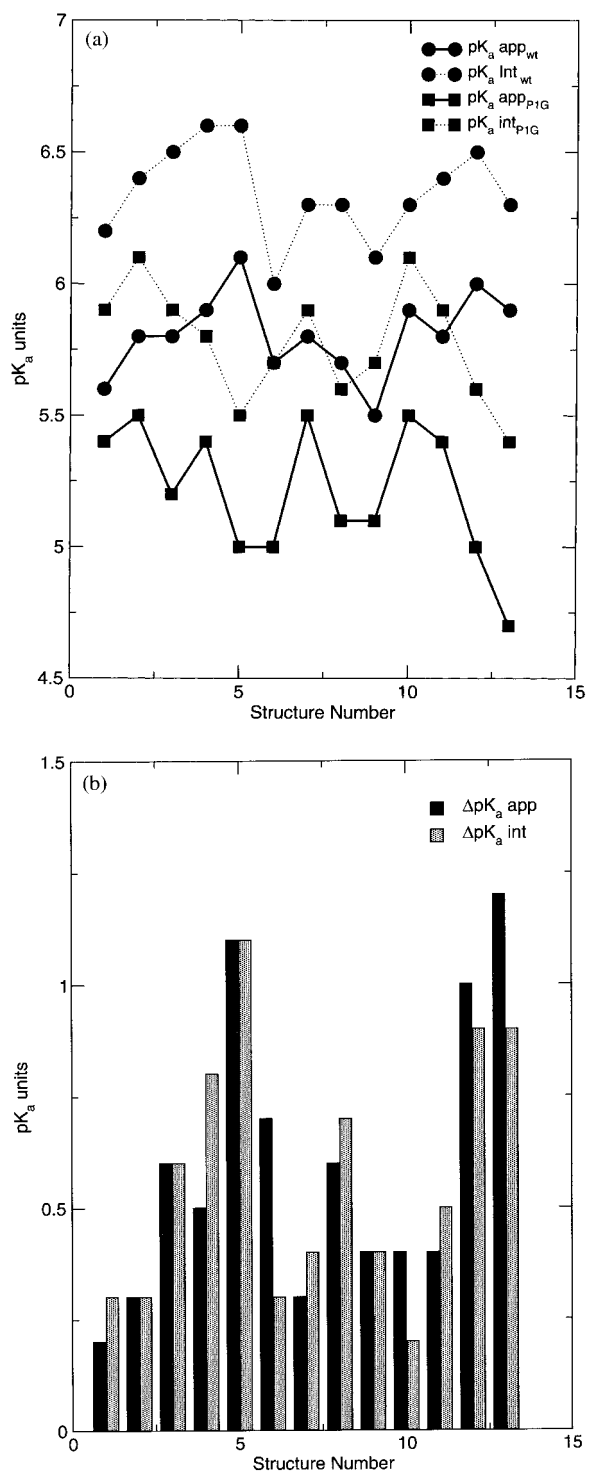 (a)
pKa appwt
pKa Intwt
pKa appP1G
pKa intP1G
7
6.5
6
5.5
5
4.5
pKa units
0
5
10
15
Structure Number
(b)
ΔpKa app
ΔpKa int
1.5
1
0.5
0
pKa units
0
5
10
15
Structure Number